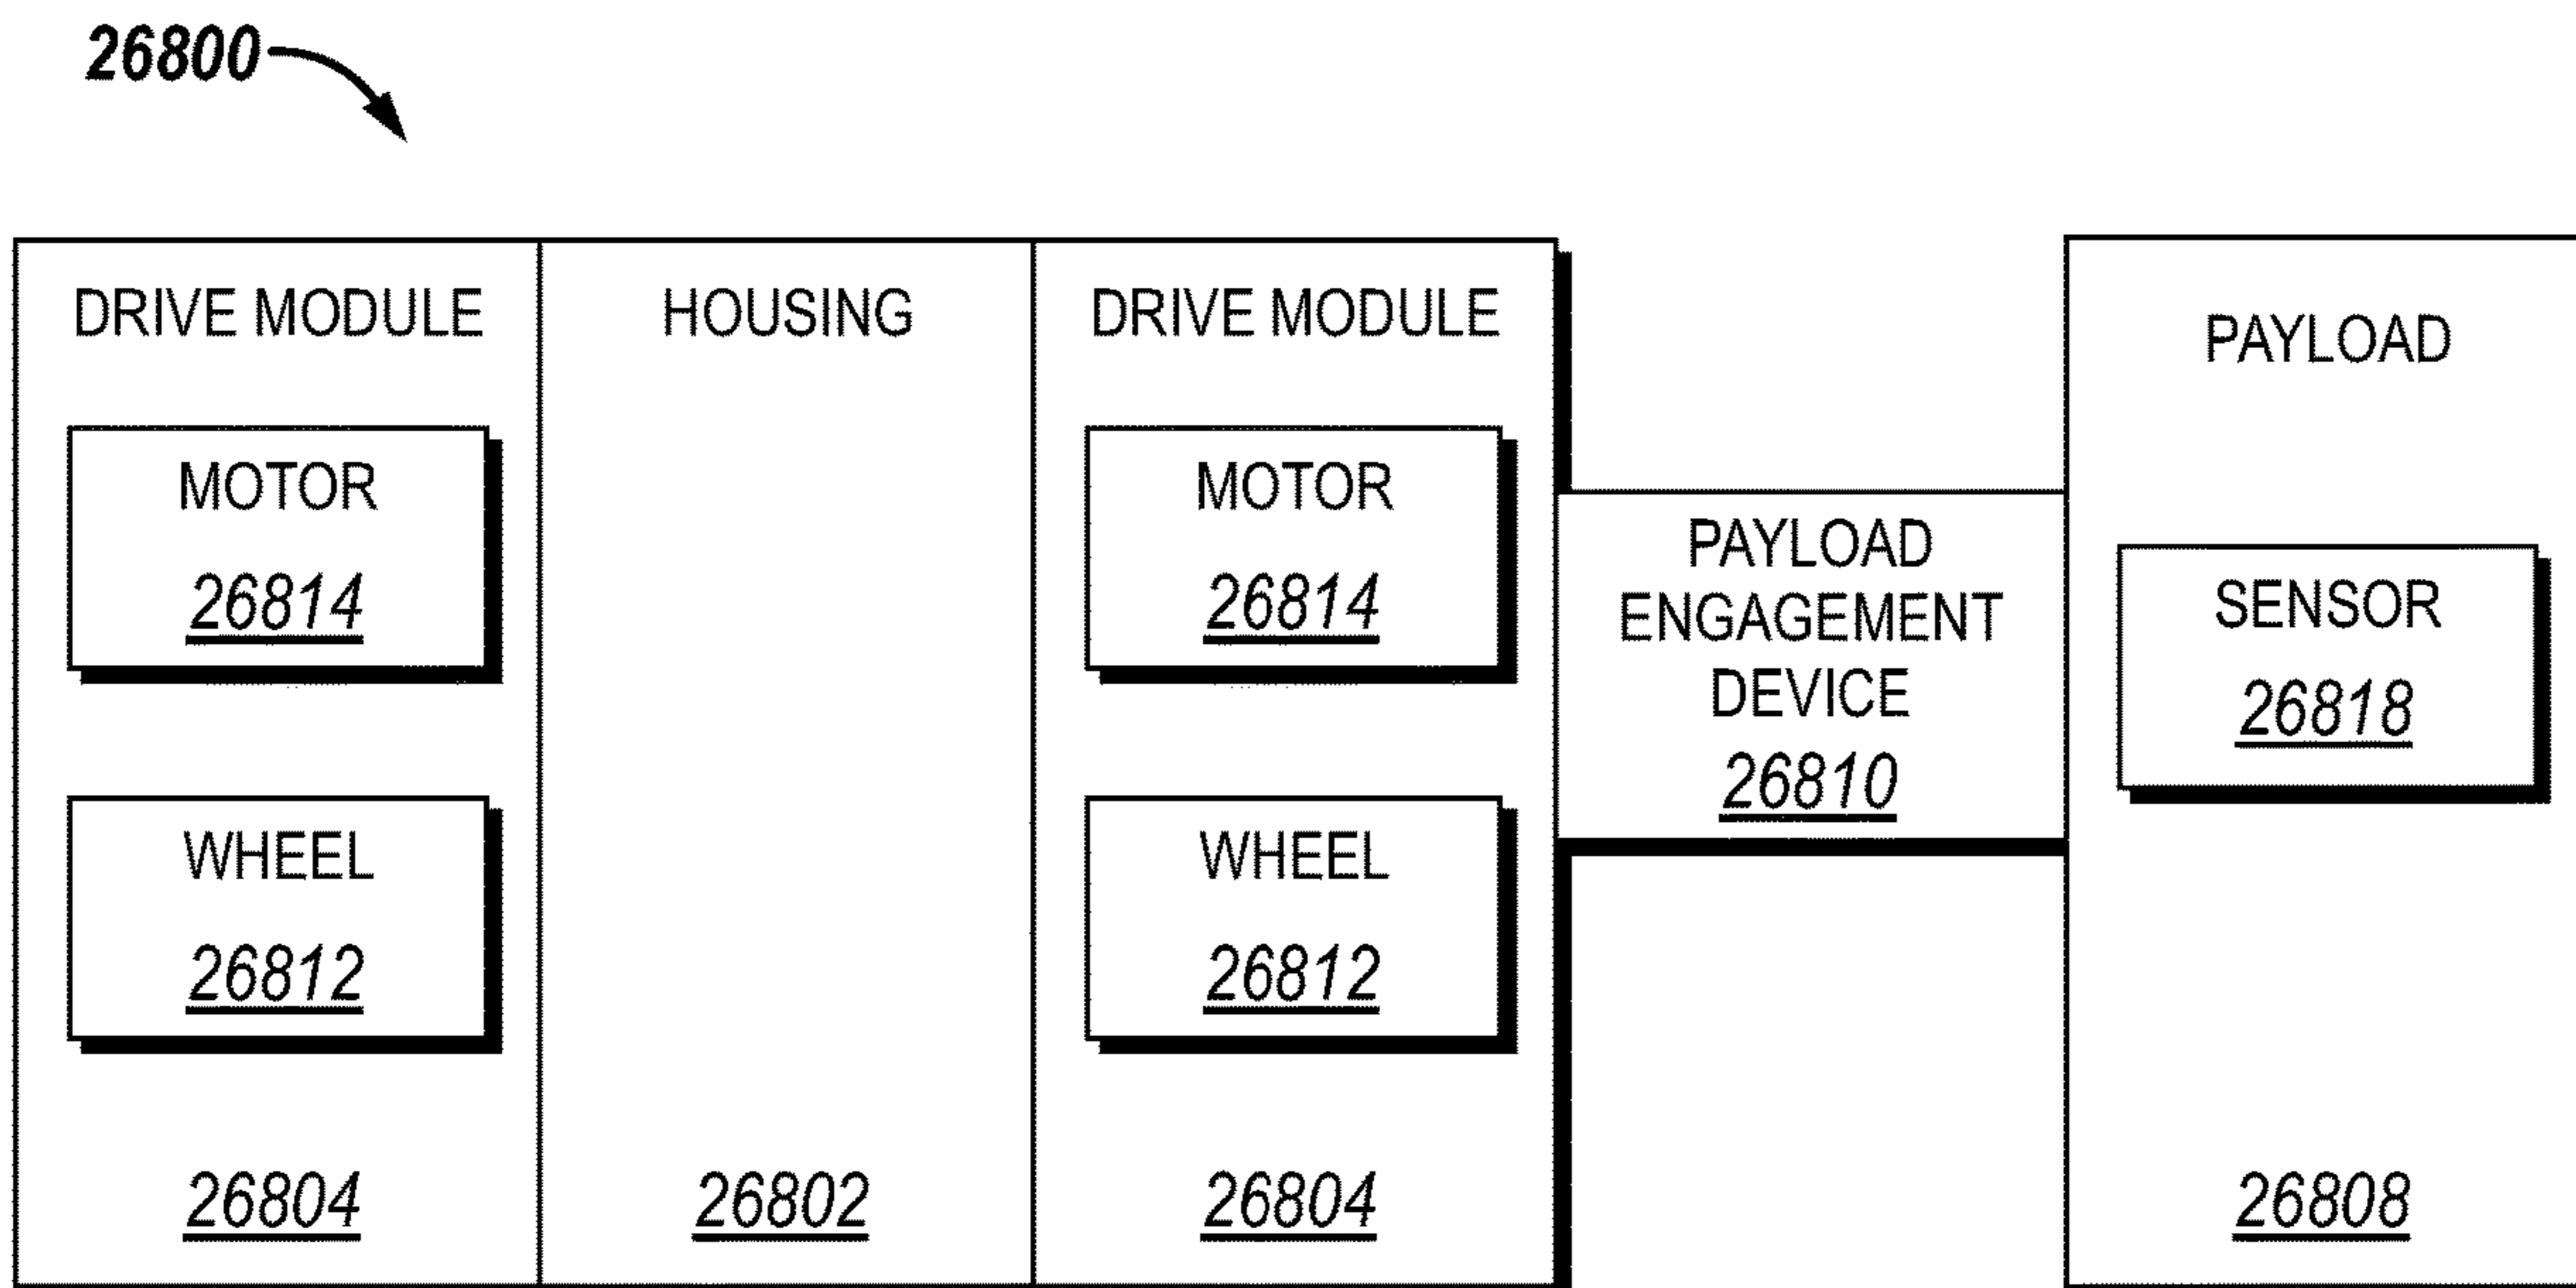 26800
DRIVE MODULE
MOTOR
26814
WHEEL
26812
26804
HOUSING
26802
DRIVE MODULE
MOTOR
26814
WHEEL
26812
26804
PAYLOAD
ENGAGEMENT
DEVICE
26810
PAYLOAD
SENSOR
26818
26808